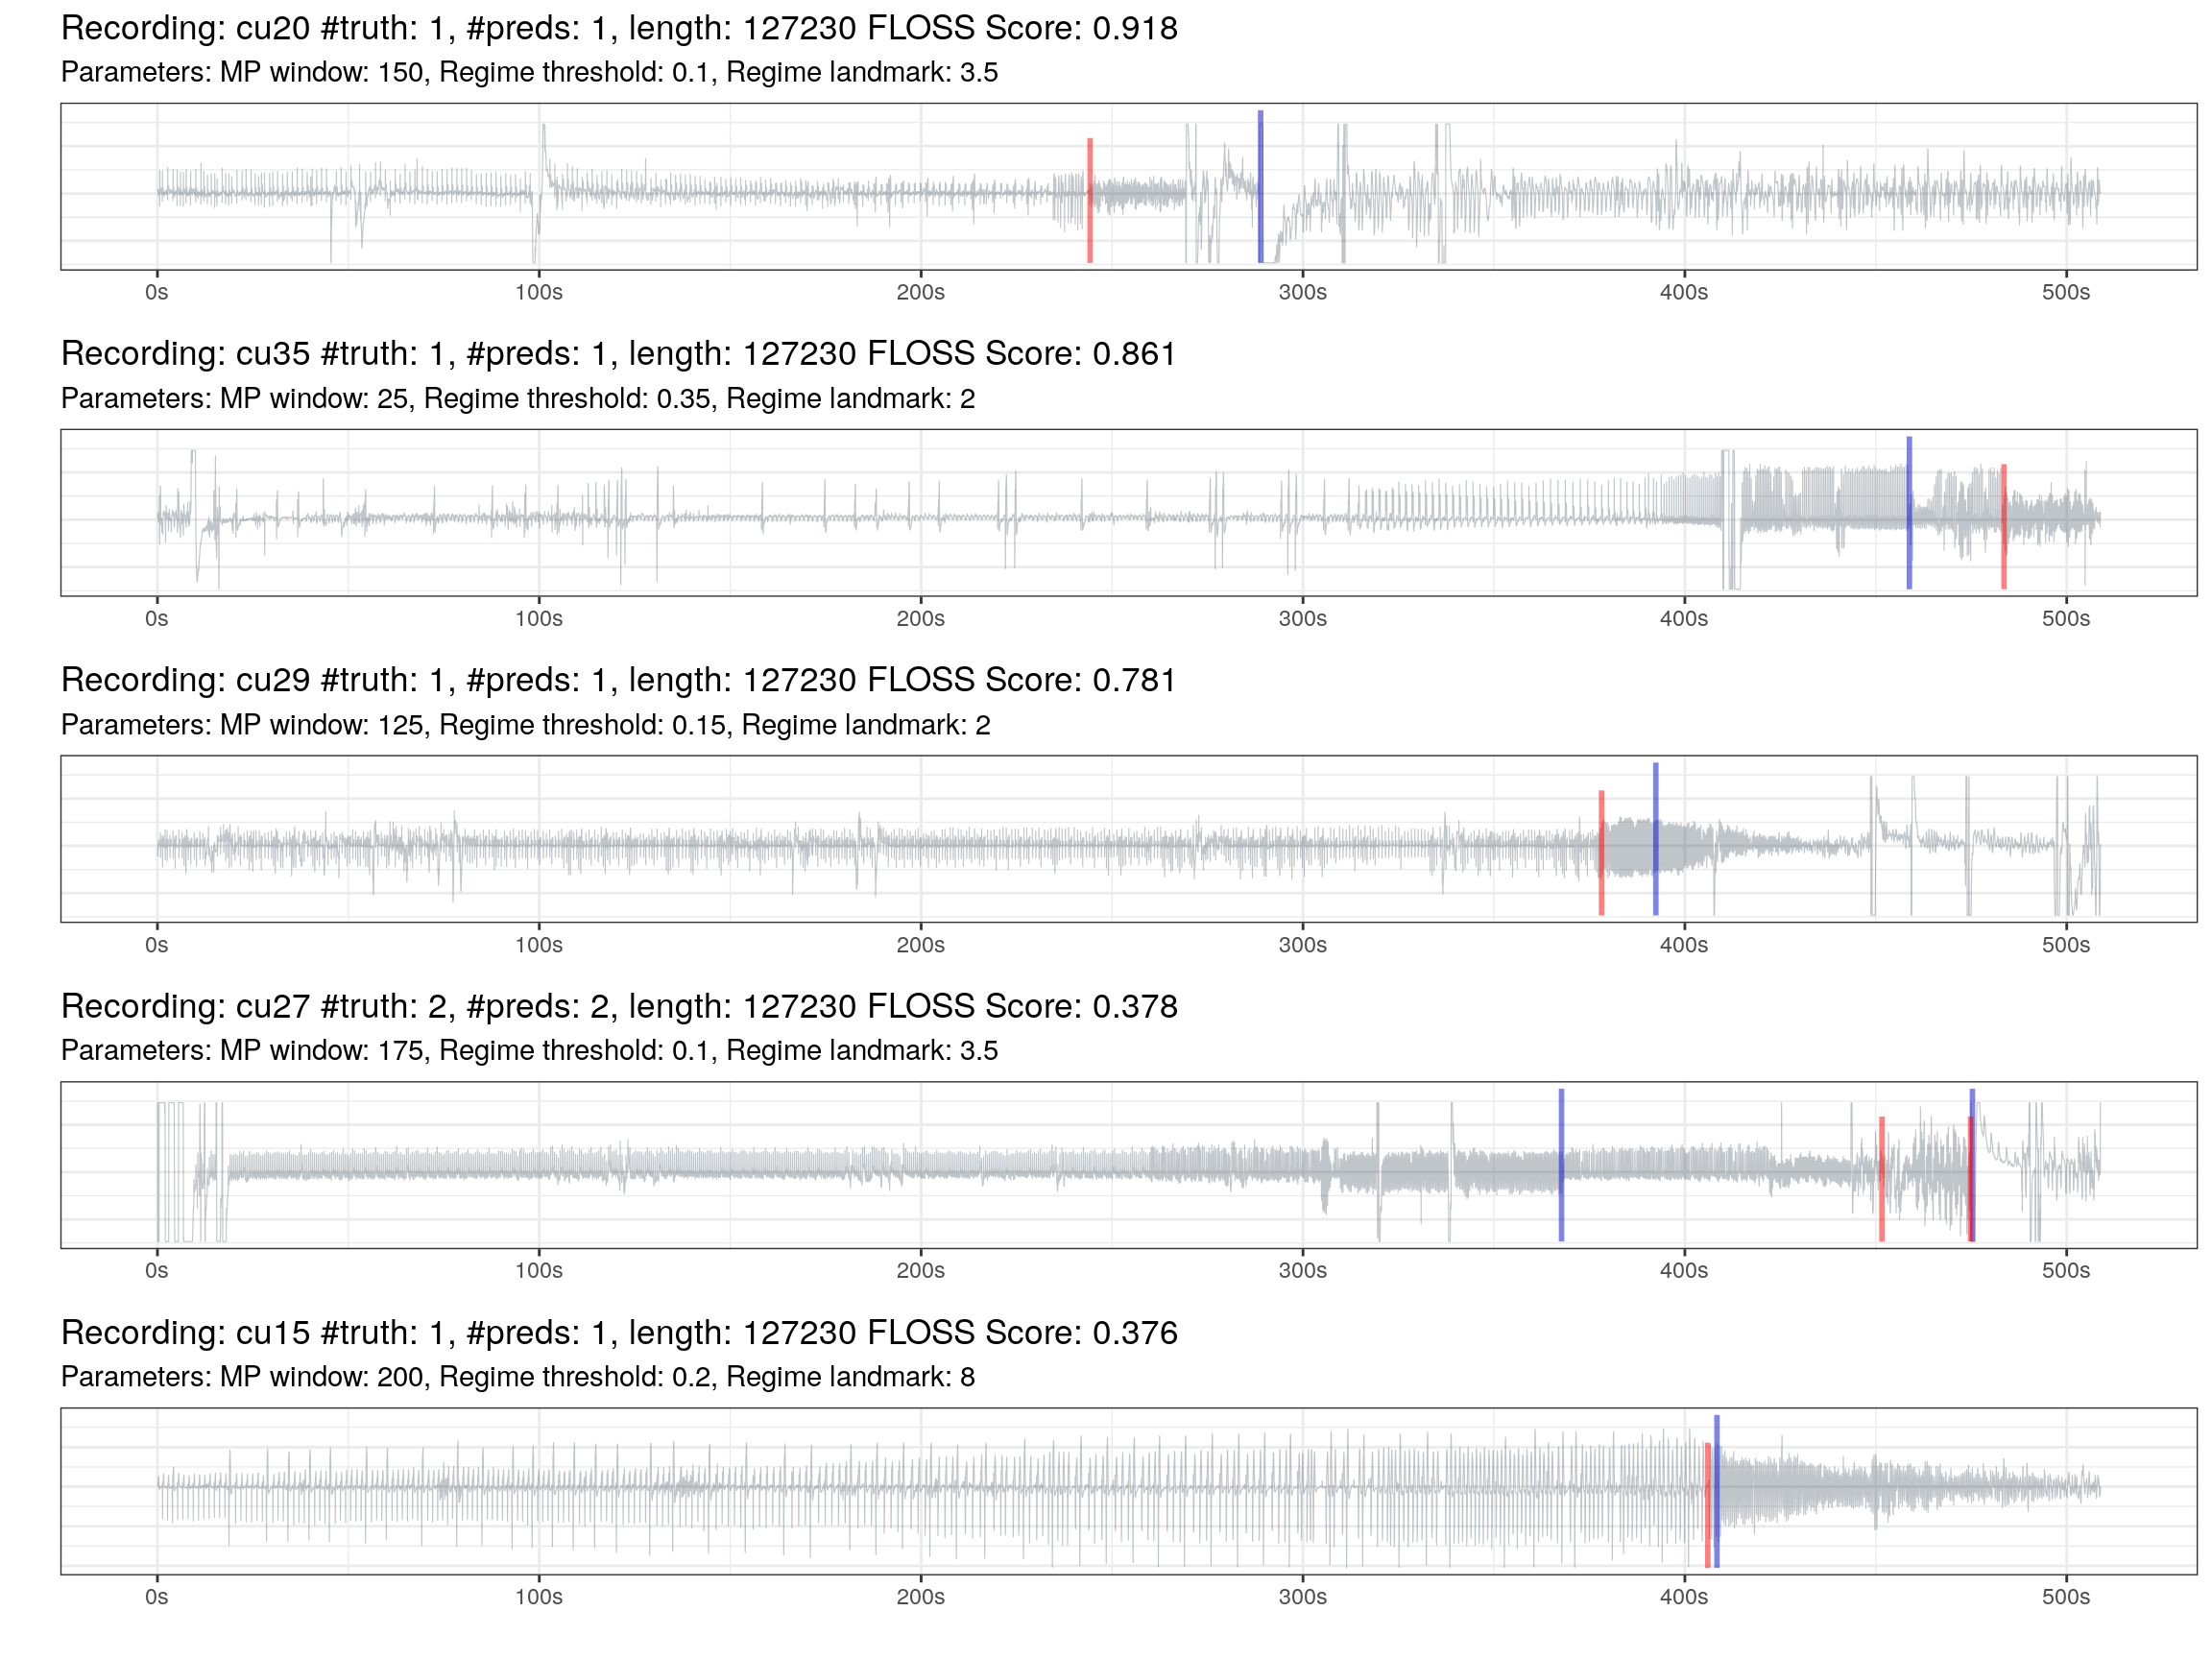 Recording: cu20 #truth: 1, #preds: 1, length: 127230 FLOSS Score: 0.918
Parameters: MP window: 150, Regime threshold: 0.1, Regime landmark: 3.5
0s 100s 200s 300s 400s 500s
Recording: cu35 #truth: 1, #preds: 1, length: 127230 FLOSS Score: 0.861
Parameters: MP window: 25, Regime threshold: 0.35, Regime landmark: 2
0s 100s 200s 300s 400s 500s
Recording: cu29 #truth: 1, #preds: 1, length: 127230 FLOSS Score: 0.781
Parameters: MP window: 125, Regime threshold: 0.15, Regime landmark: 2
0s 100s 200s 300s 400s 500s
Recording: cu27 #truth: 2, #preds: 2, length: 127230 FLOSS Score: 0.378
Parameters: MP window: 175, Regime threshold: 0.1, Regime landmark: 3.5
0s 100s 200s 300s 400s 500s
Recording: cu15 #truth: 1, #preds: 1, length: 127230 FLOSS Score: 0.376
Parameters: MP window: 200, Regime threshold: 0.2, Regime landmark: 8
0s 100s 200s 300s 400s 500s